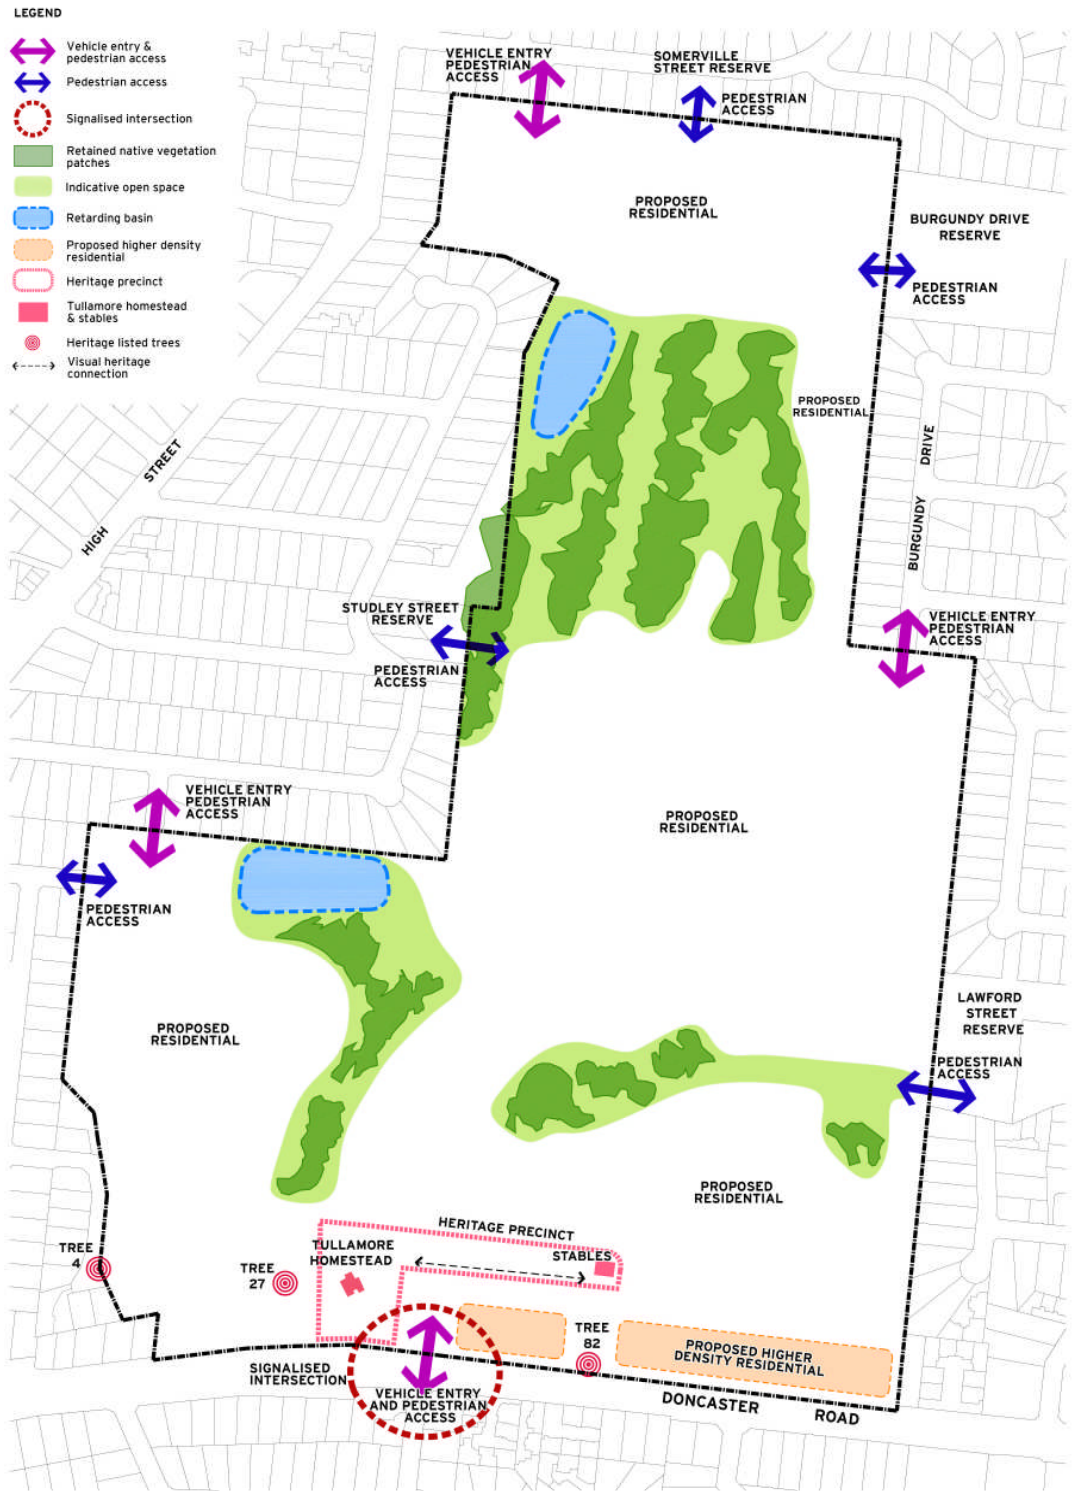 LEGEND
Vehicle entry &
pedestrian access
Pedestrian access
Signalised intersection
Retained native vegetation
patches
Indicative open space
Retarding basin
Proposed higher density
residential
Heritage precinct
Tullamore homestead
& stables
Heritage listed trees
Visual heritage
connection
VEHICLE ENTRY
PEDESTRIAN
ACCESS
SOMERVILLE
STREET RESERVE
PEDESTRIAN
ACCESS
PROPOSED
RESIDENTIAL
BURGUNDY DRIVE
RESERVE
PEDESTRIAN
ACCESS
PROPOSED
RESIDENTIAL
BURGUNDY DRIVE
HIGH STREET
STUDLEY STREET
RESERVE
PEDESTRIAN
ACCESS
VEHICLE ENTRY
PEDESTRIAN
ACCESS
VEHICLE ENTRY
PEDESTRIAN
ACCESS
PROPOSED
RESIDENTIAL
PEDESTRIAN
ACCESS
PROPOSED
RESIDENTIAL
LAWFORD
STREET
RESERVE
PEDESTRIAN
ACCESS
PROPOSED
RESIDENTIAL
HERITAGE PRECINCT
TULLAMORE
HOMESTEAD
STABLES
TREE
4
TREE
27
TREE
82
PROPOSED HIGHER
DENSITY RESIDENTIAL
SIGNALISED
INTERSECTION
VEHICLE ENTRY
AND PEDESTRIAN
ACCESS
DONCASTER ROAD